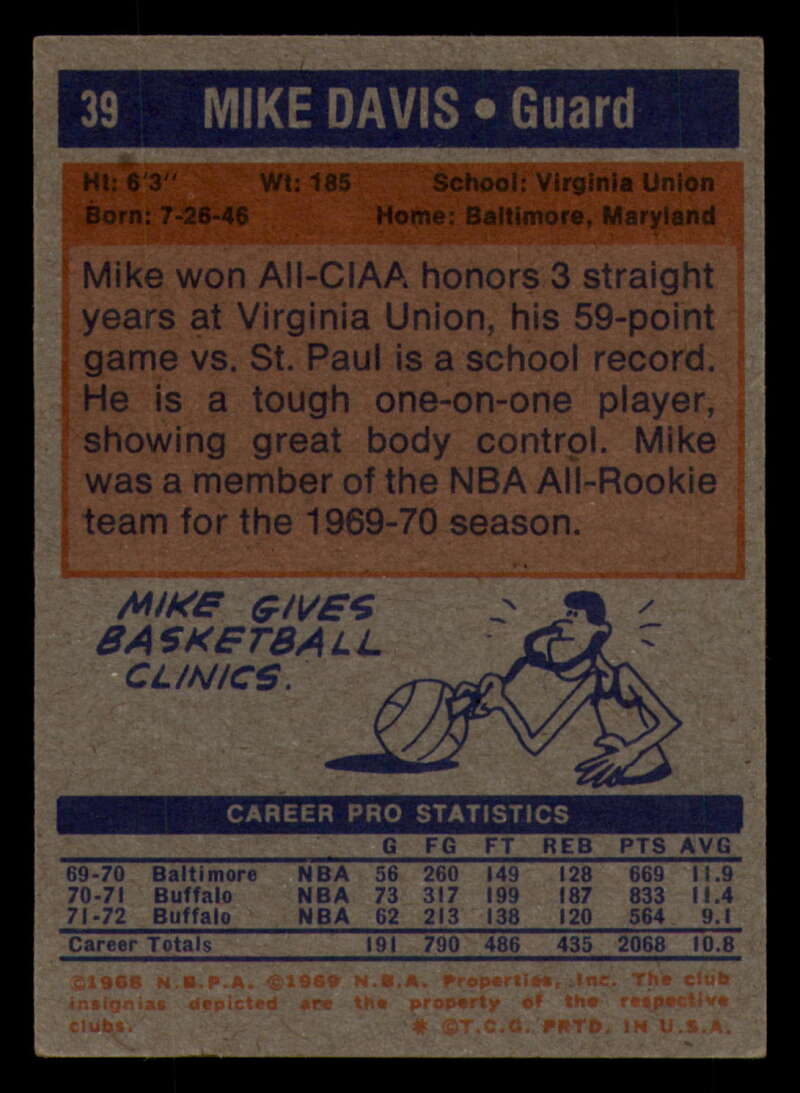 39 MIKE DAVIS • Guard
Ht: 6'3" Wt: 185 School: Virginia Union
Born: 7-26-46 Home: Baltimore, Maryland
Mike won All-CIAA honors 3 straight
years at Virginia Union, his 59-point
game vs. St. Paul is a school record.
He is a tough one-on-one player,
showing great body control. Mike
was a member of the NBA All-Rookie
team for the 1969-70 season.
MIKE GIVES
BASKETBALL
CLINICS.
CAREER PRO STATISTICS
G FG FT REB PTS AVG
69-70 Baltimore NBA 56 260 149 128 669 11.9
70-71 Buffalo NBA 73 317 199 187 833 11.4
71-72 Buffalo NBA 62 213 138 120 564 9.1
Career Totals 191 790 486 435 2068 10.8
©1968 N.B.P.A. ©1969 N.B.A. Properties, Inc. The club
insignias depicted are the property of the respective
clubs. * ©T.C.G. PRTD. IN U.S.A.